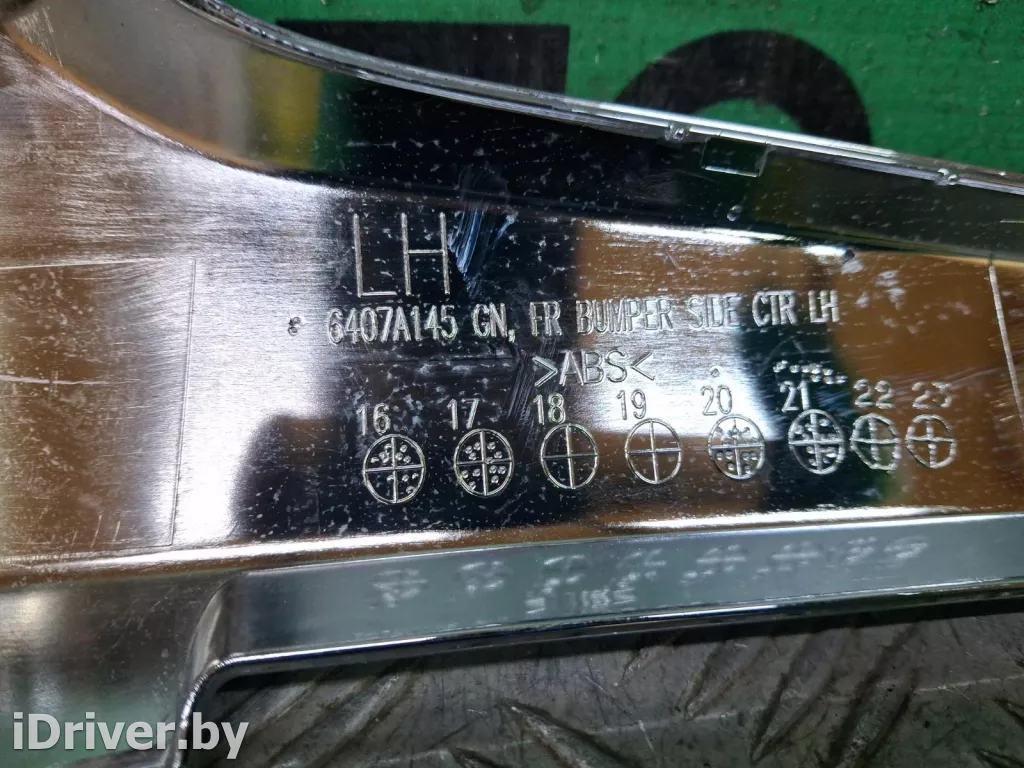 LH
6407A145 GN, FR BUMPER SIDE CTR LH
>ABS<
16 17 18 19 20 21 22 23
iDriver.by